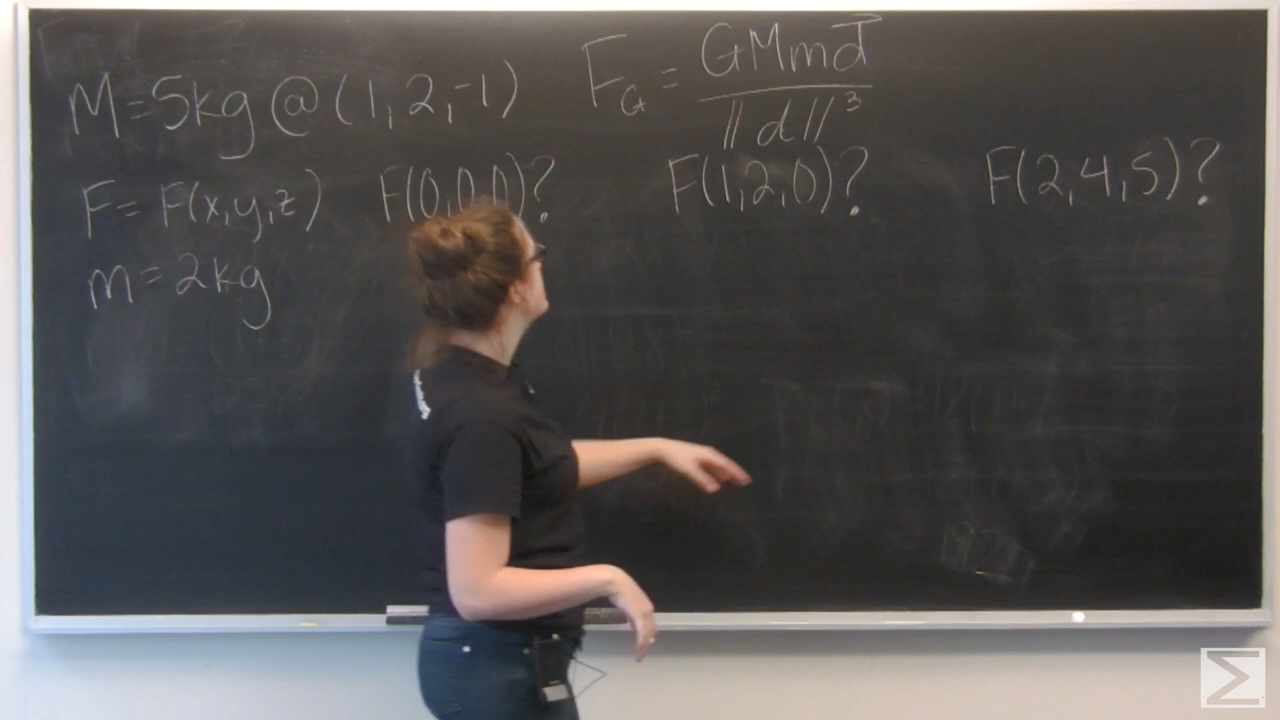 M=5kg @ (1,2,-1)
F_G = GMmd⃗ / ||d||³
F= F(x,y,z)
F(0,0,0)?
F(1,2,0)?
F(2,4,5)?
m=2kg
Σ